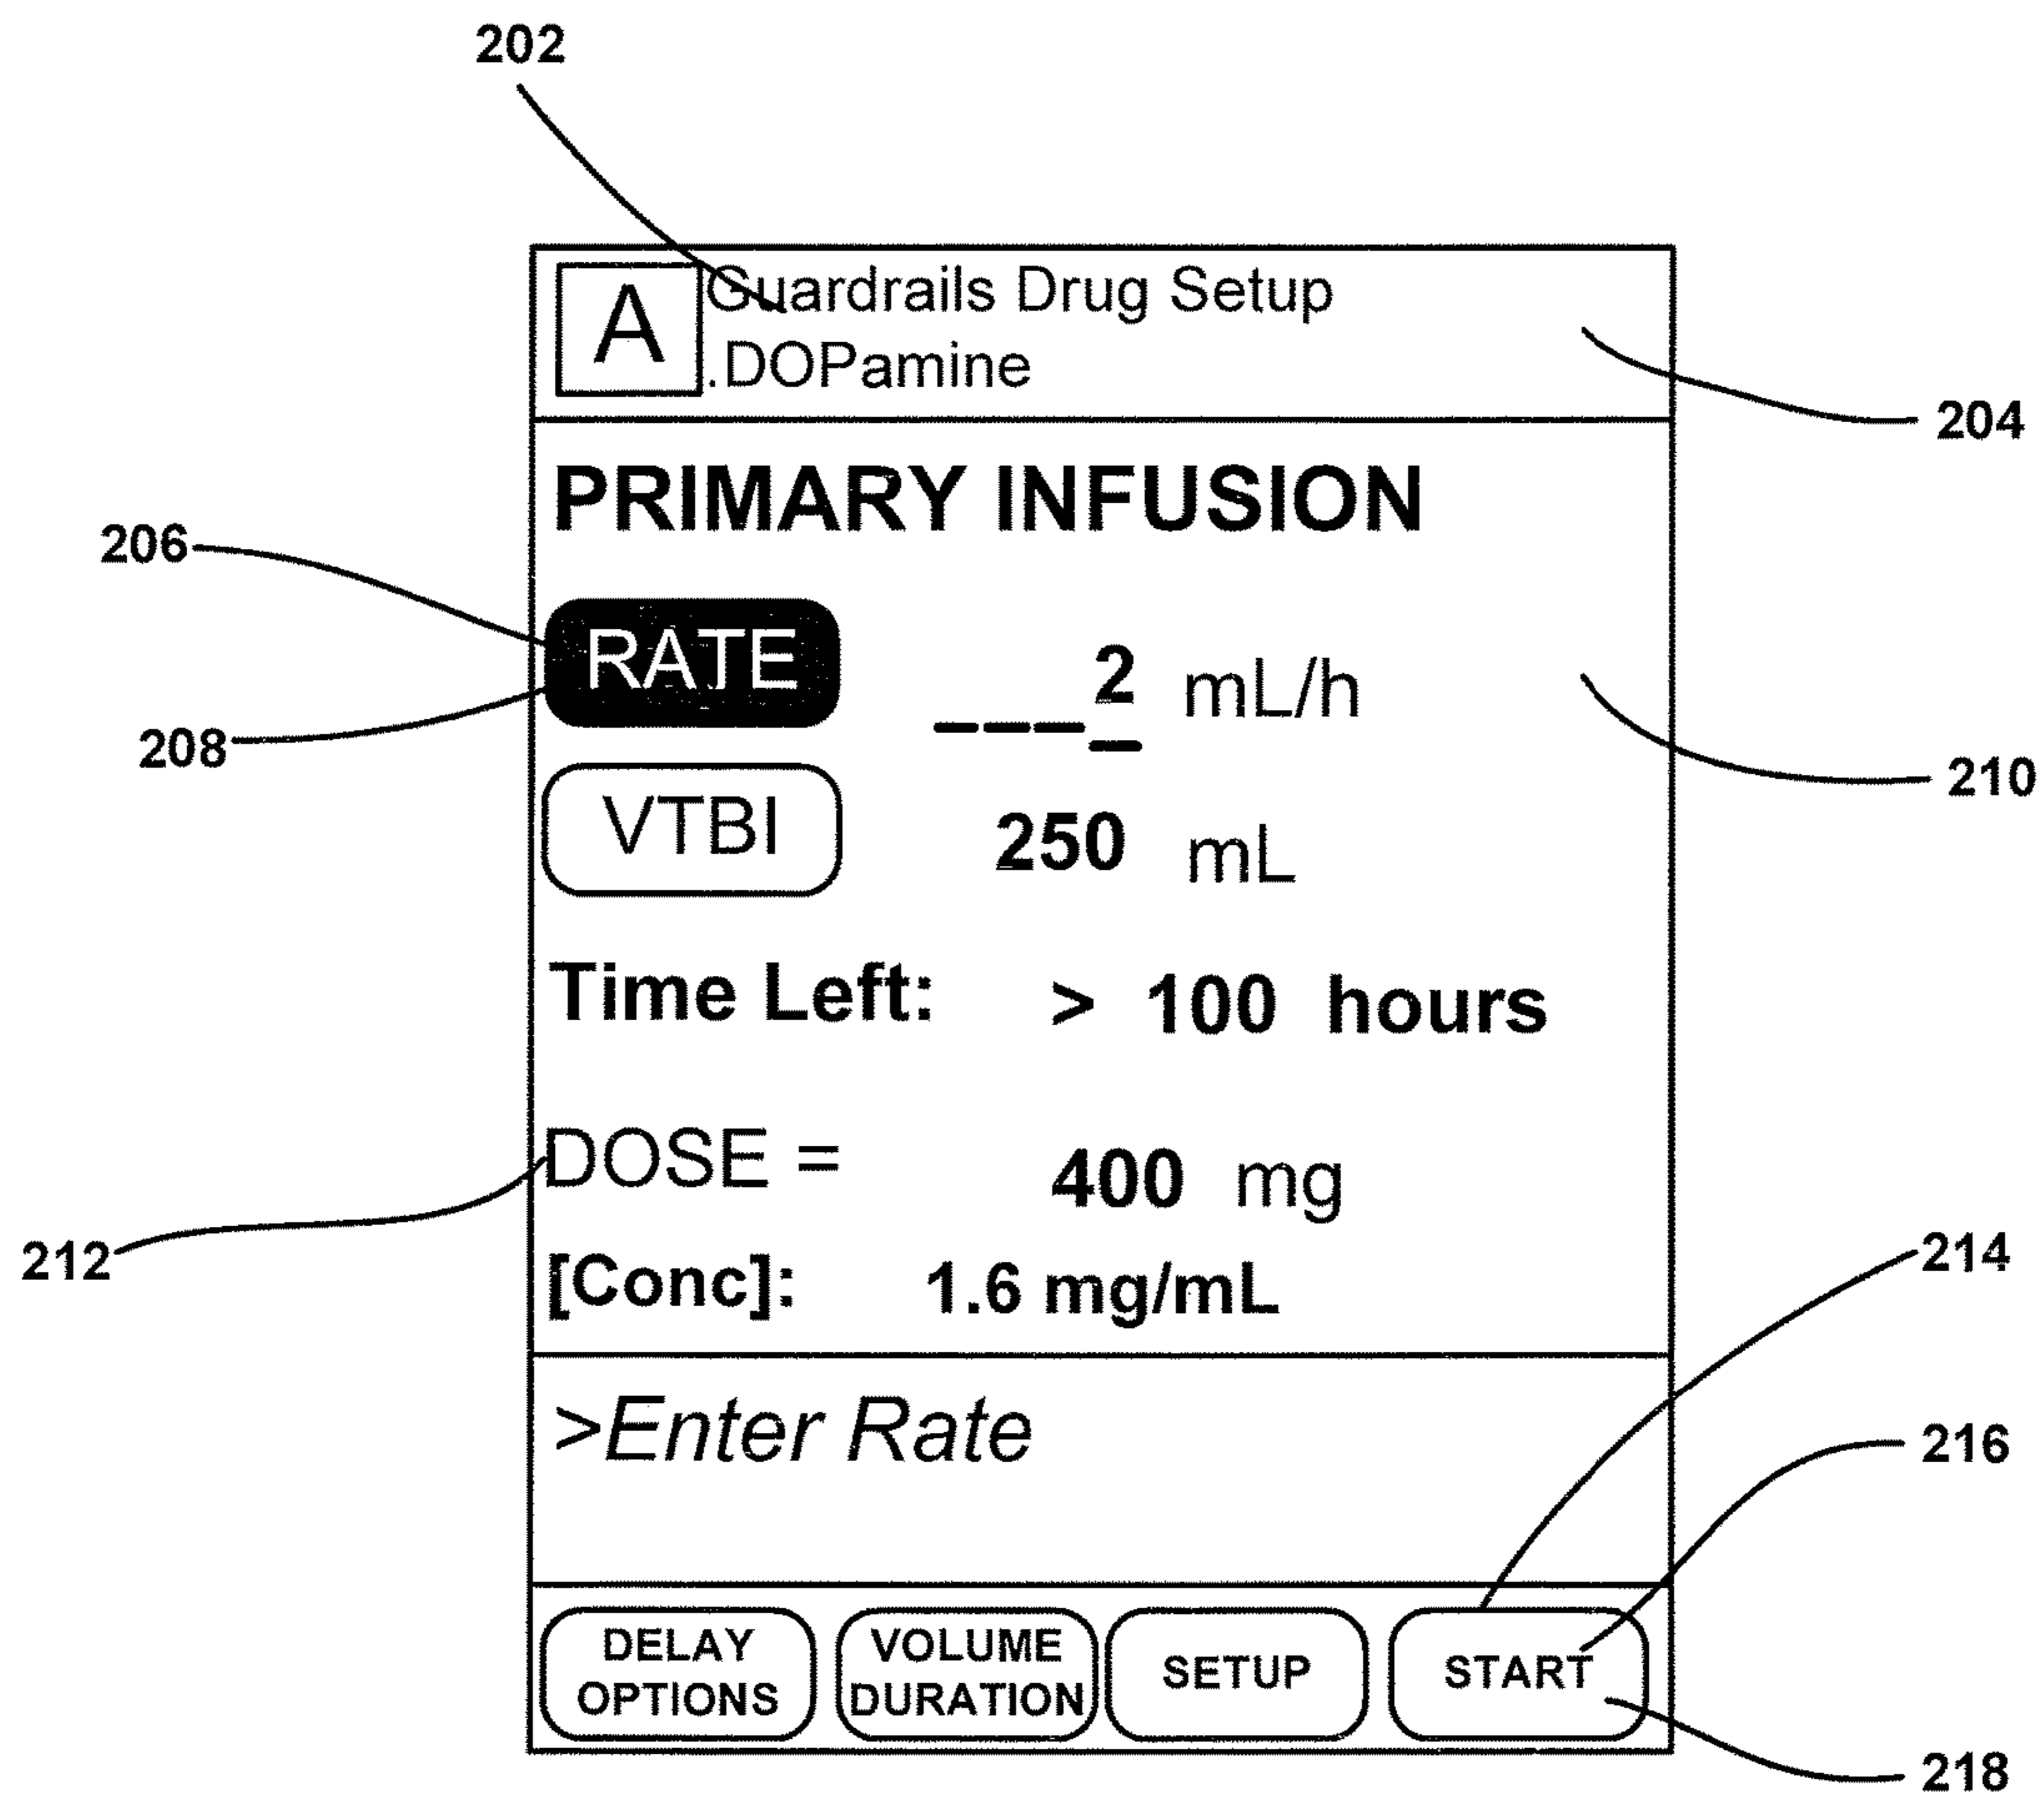 202
A
Guardrails Drug Setup
.DOPamine
204
PRIMARY INFUSION
206
RATE
___2 mL/h
208
210
VTBI
250 mL
Time Left: > 100 hours
DOSE = 400 mg
212
214
[Conc]: 1.6 mg/mL
>Enter Rate
216
DELAY OPTIONS
VOLUME DURATION
SETUP
START
218